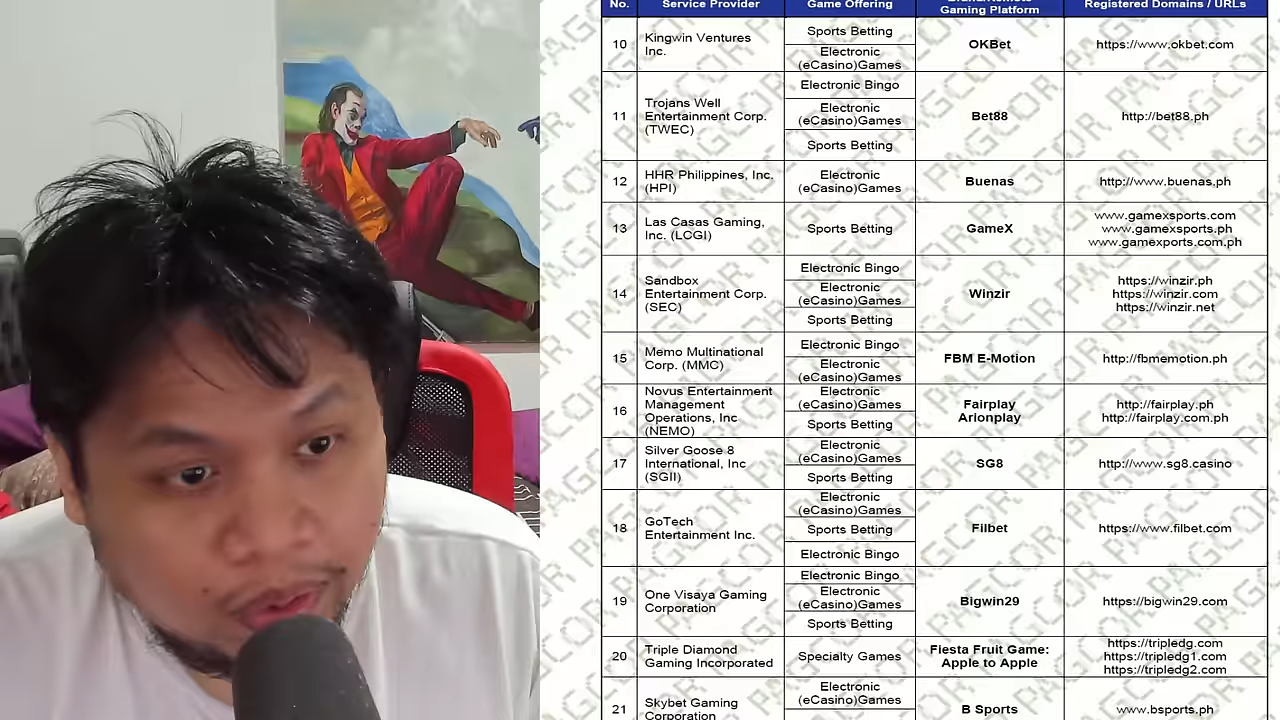 No. Service Provider Game Offering Gaming Platform Registered Domains / URLs
10
Kingwin Ventures
Inc.
Sports Betting
Electronic
(eCasino)Games
OKBet
https://www.okbet.com
11
Trojans Well
Entertainment Corp.
(TWEC)
Electronic Bingo
Electronic
(eCasino)Games
Sports Betting
Bet88
http://bet88.ph
12
HHR Philippines, Inc.
(HPI)
Electronic
(eCasino)Games
Buenas
http://www.buenas.ph
13
Las Casas Gaming,
Inc. (LCGI)
Sports Betting
GameX
www.gamexsports.com
www.gamexsports.ph
www.gamexports.com.ph
14
Sandbox
Entertainment Corp.
(SEC)
Electronic Bingo
Electronic
(eCasino)Games
Sports Betting
Winzir
https://winzir.ph
https://winzir.com
https://winzir.net
15
Memo Multinational
Corp. (MMC)
Electronic Bingo
Electronic
(eCasino)Games
FBM E-Motion
http://fbmemotion.ph
16
Novus Entertainment
Management
Operations, Inc
(NEMO)
Electronic
(eCasino)Games
Sports Betting
Fairplay
Arionplay
http://fairplay.ph
http://fairplay.com.ph
17
Silver Goose 8
International, Inc
(SGII)
Electronic
(eCasino)Games
Sports Betting
SG8
http://www.sg8.casino
18
GoTech
Entertainment Inc.
Electronic
(eCasino)Games
Sports Betting
Electronic Bingo
Filbet
https://www.filbet.com
19
One Visaya Gaming
Corporation
Electronic Bingo
Electronic
(eCasino)Games
Sports Betting
Bigwin29
https://bigwin29.com
20
Triple Diamond
Gaming Incorporated
Specialty Games
Fiesta Fruit Game:
Apple to Apple
https://tripledg.com
https://tripledg1.com
https://tripledg2.com
21
Skybet Gaming
Corporation
Electronic
(eCasino)Games
B Sports
www.bsports.ph
PAGCOR